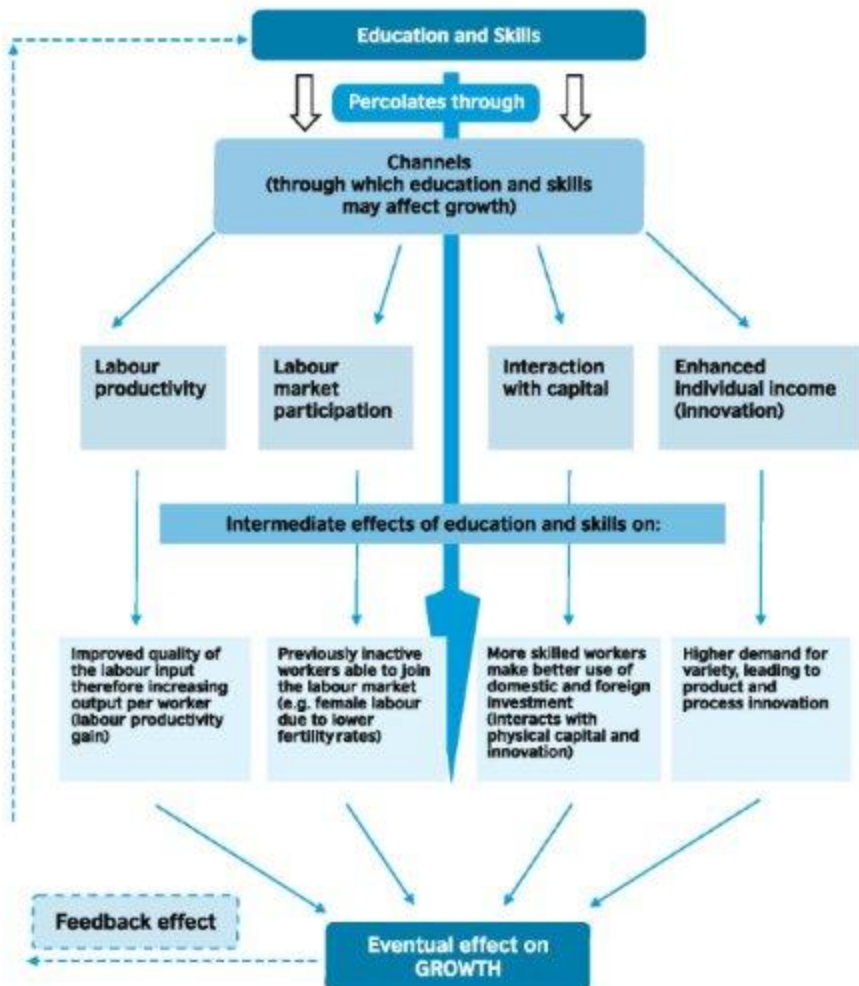 Education and Skills
Percolates through
Channels
(through which education and skills
may affect growth)
Labour
productivity
Labour
market
participation
Interaction
with capital
Enhanced
individual income
(innovation)
Intermediate effects of education and skills on:
Improved quality of
the labour input
therefore increasing
output per worker
(labour productivity
gain)
Previously inactive
workers able to join
the labour market
(e.g. female labour
due to lower
fertility rates)
More skilled workers
make better use of
domestic and foreign
investment
(interacts with
physical capital and
innovation)
Higher demand for
variety, leading to
product and
process innovation
Feedback effect
Eventual effect on
GROWTH